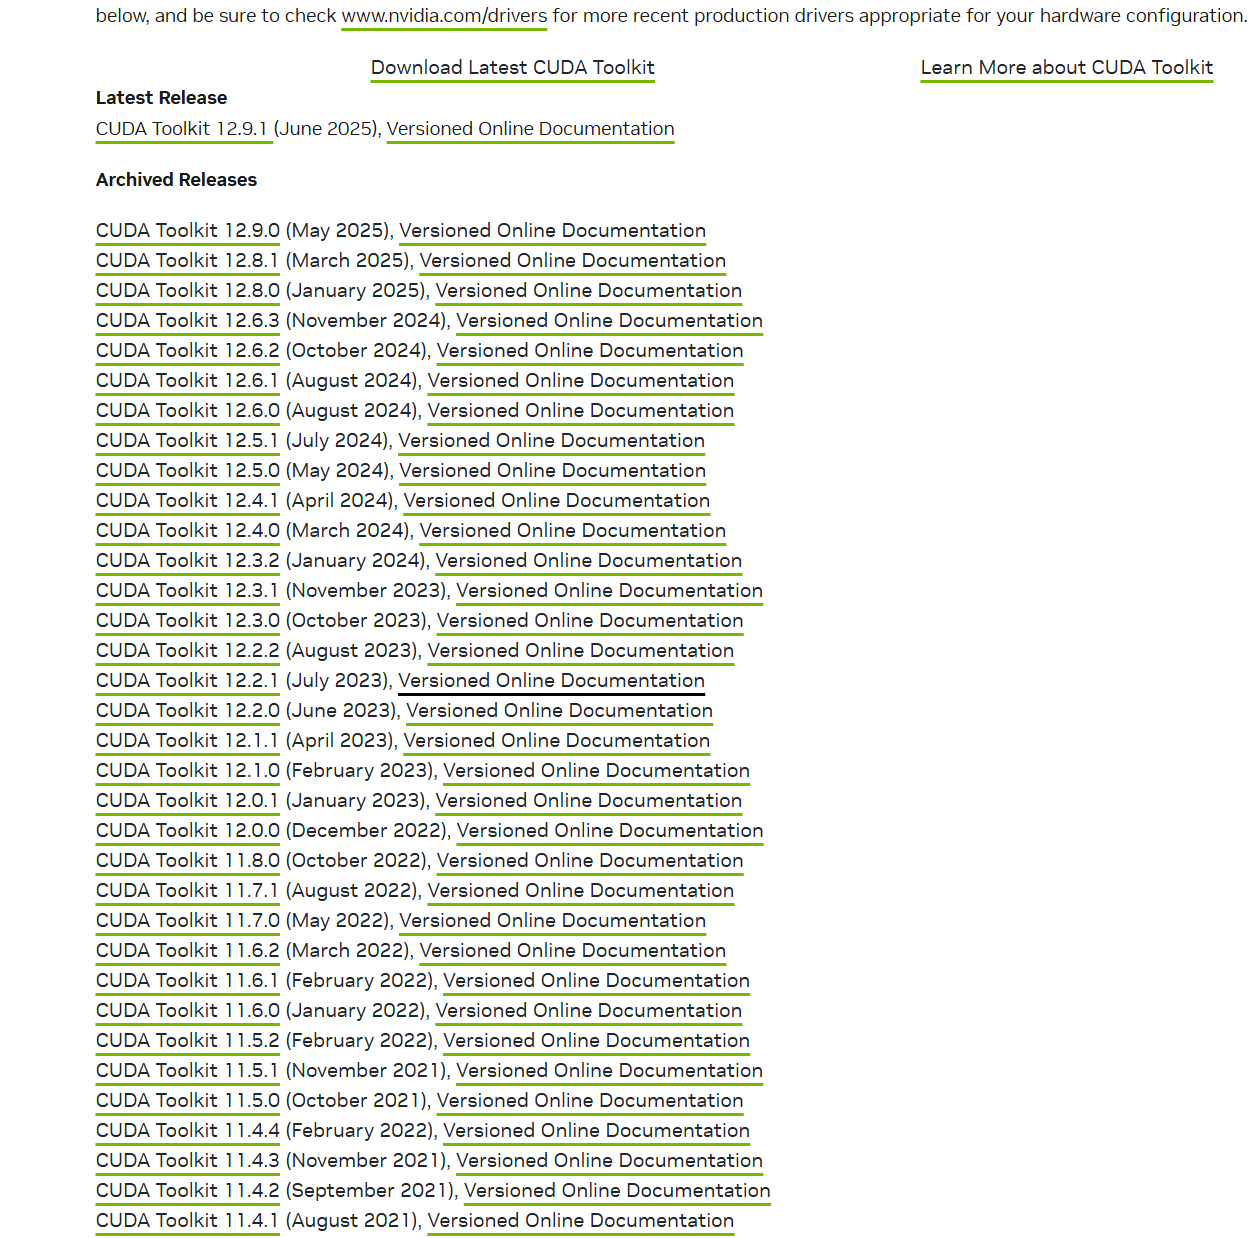 below, and be sure to check www.nvidia.com/drivers for more recent production drivers appropriate for your hardware configuration.
Download Latest CUDA Toolkit Learn More about CUDA Toolkit
Latest Release
CUDA Toolkit 12.9.1 (June 2025), Versioned Online Documentation
Archived Releases
CUDA Toolkit 12.9.0 (May 2025), Versioned Online Documentation
CUDA Toolkit 12.8.1 (March 2025), Versioned Online Documentation
CUDA Toolkit 12.8.0 (January 2025), Versioned Online Documentation
CUDA Toolkit 12.6.3 (November 2024), Versioned Online Documentation
CUDA Toolkit 12.6.2 (October 2024), Versioned Online Documentation
CUDA Toolkit 12.6.1 (August 2024), Versioned Online Documentation
CUDA Toolkit 12.6.0 (August 2024), Versioned Online Documentation
CUDA Toolkit 12.5.1 (July 2024), Versioned Online Documentation
CUDA Toolkit 12.5.0 (May 2024), Versioned Online Documentation
CUDA Toolkit 12.4.1 (April 2024), Versioned Online Documentation
CUDA Toolkit 12.4.0 (March 2024), Versioned Online Documentation
CUDA Toolkit 12.3.2 (January 2024), Versioned Online Documentation
CUDA Toolkit 12.3.1 (November 2023), Versioned Online Documentation
CUDA Toolkit 12.3.0 (October 2023), Versioned Online Documentation
CUDA Toolkit 12.2.2 (August 2023), Versioned Online Documentation
CUDA Toolkit 12.2.1 (July 2023), Versioned Online Documentation
CUDA Toolkit 12.2.0 (June 2023), Versioned Online Documentation
CUDA Toolkit 12.1.1 (April 2023), Versioned Online Documentation
CUDA Toolkit 12.1.0 (February 2023), Versioned Online Documentation
CUDA Toolkit 12.0.1 (January 2023), Versioned Online Documentation
CUDA Toolkit 12.0.0 (December 2022), Versioned Online Documentation
CUDA Toolkit 11.8.0 (October 2022), Versioned Online Documentation
CUDA Toolkit 11.7.1 (August 2022), Versioned Online Documentation
CUDA Toolkit 11.7.0 (May 2022), Versioned Online Documentation
CUDA Toolkit 11.6.2 (March 2022), Versioned Online Documentation
CUDA Toolkit 11.6.1 (February 2022), Versioned Online Documentation
CUDA Toolkit 11.6.0 (January 2022), Versioned Online Documentation
CUDA Toolkit 11.5.2 (February 2022), Versioned Online Documentation
CUDA Toolkit 11.5.1 (November 2021), Versioned Online Documentation
CUDA Toolkit 11.5.0 (October 2021), Versioned Online Documentation
CUDA Toolkit 11.4.4 (February 2022), Versioned Online Documentation
CUDA Toolkit 11.4.3 (November 2021), Versioned Online Documentation
CUDA Toolkit 11.4.2 (September 2021), Versioned Online Documentation
CUDA Toolkit 11.4.1 (August 2021), Versioned Online Documentation